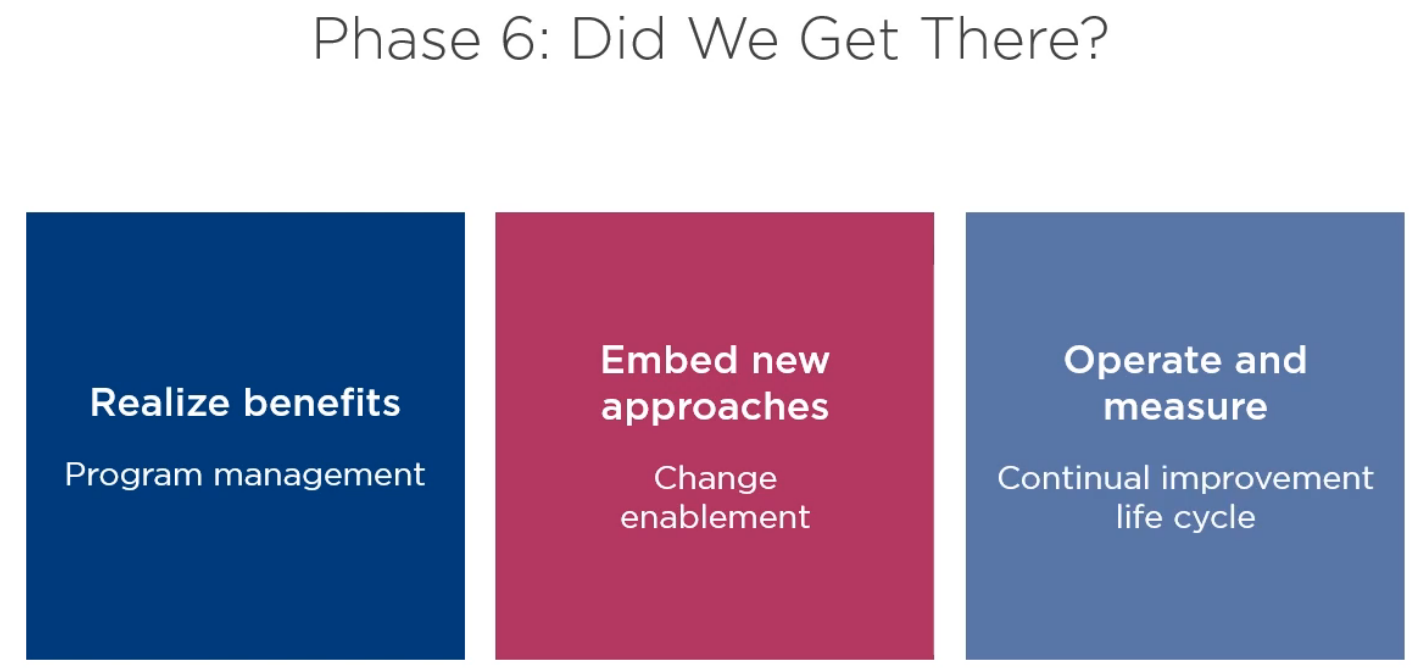 Phase 6: Did We Get There?
Realize benefits
Program management
Embed new
approaches
Change
enablement
Operate and
measure
Continual improvement
life cycle